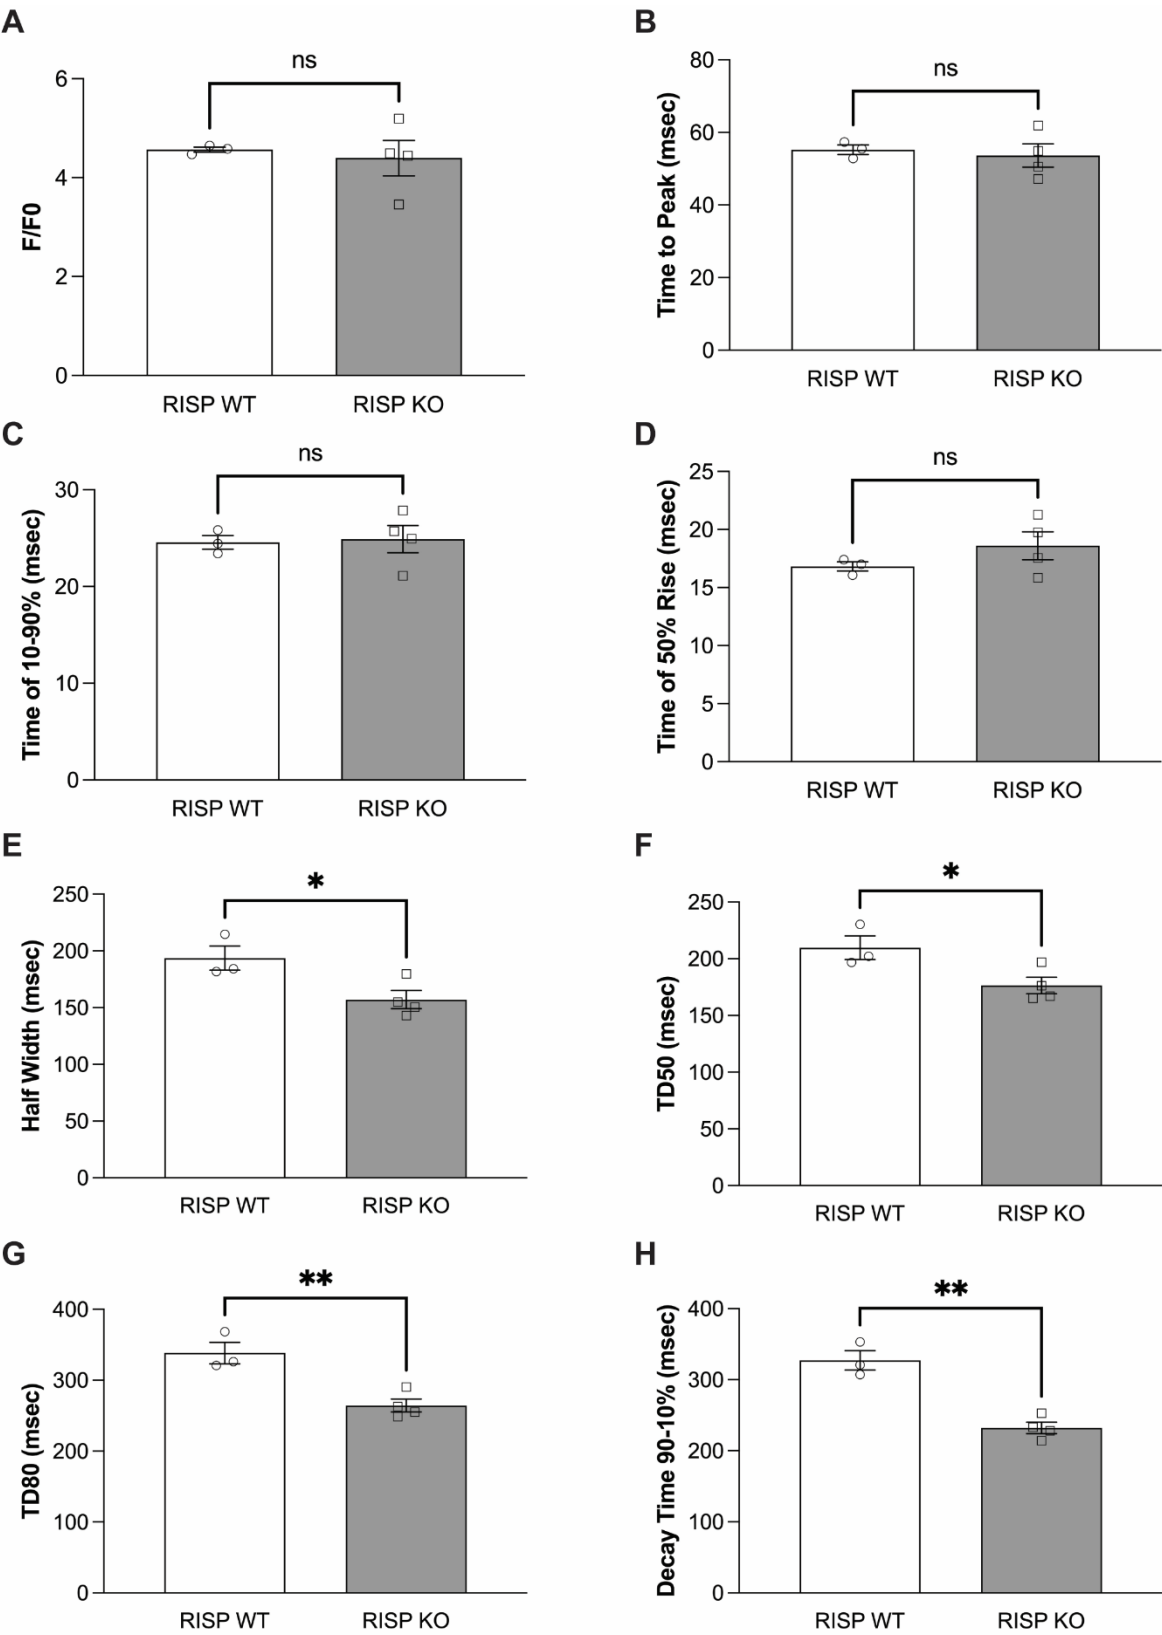 A
ns
6
4
2
0
F/F0
RISP WT
RISP KO
B
ns
80
60
40
20
0
Time to Peak (msec)
RISP WT
RISP KO
C
ns
30
20
10
0
Time of 10-90% (msec)
RISP WT
RISP KO
D
ns
25
20
15
10
5
0
Time of 50% Rise (msec)
RISP WT
RISP KO
E
*
250
200
150
100
50
0
Half Width (msec)
RISP WT
RISP KO
F
*
250
200
150
100
50
0
TD50 (msec)
RISP WT
RISP KO
G
**
400
300
200
100
0
TD80 (msec)
RISP WT
RISP KO
H
**
400
300
200
100
0
Decay Time 90-10% (msec)
RISP WT
RISP KO